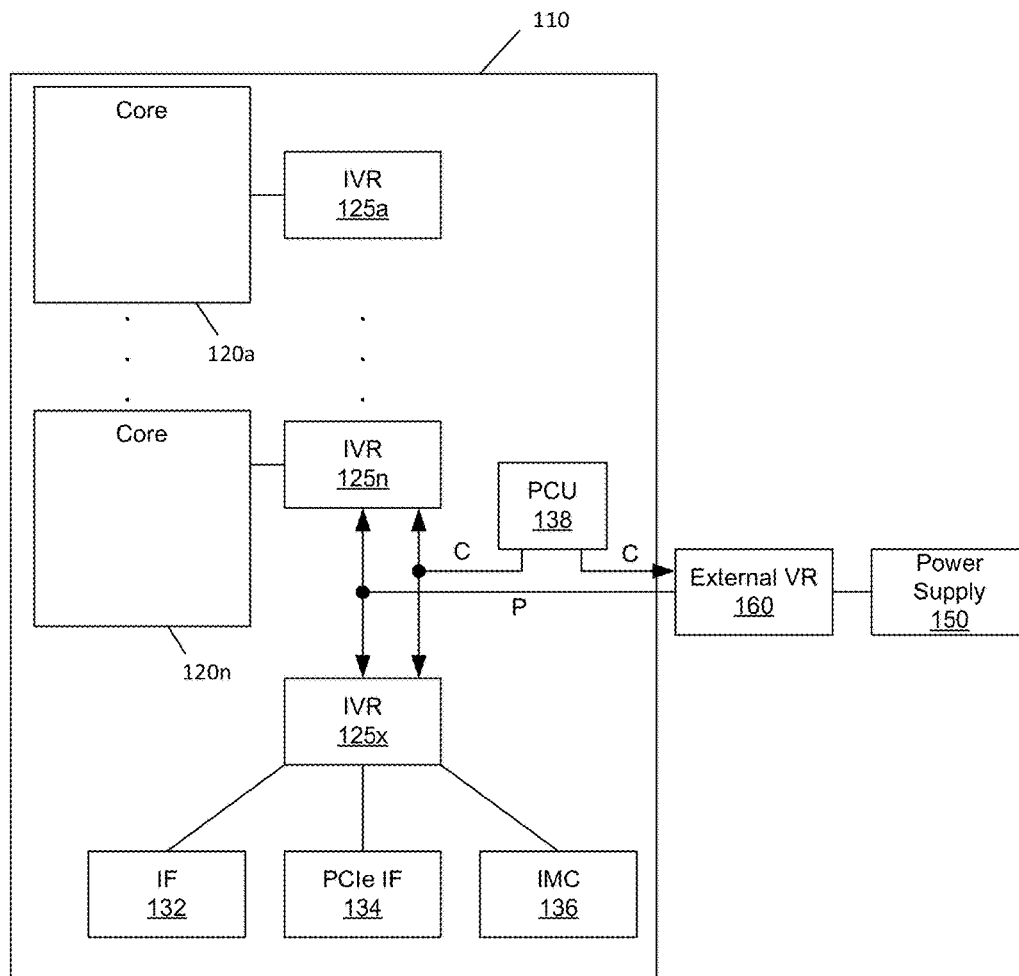 110
Core
IVR
125a
120a
Core
IVR
125n
PCU
138
C
C
P
External VR
160
Power
Supply
150
120n
IVR
125x
IF
132
PCIe IF
134
IMC
136